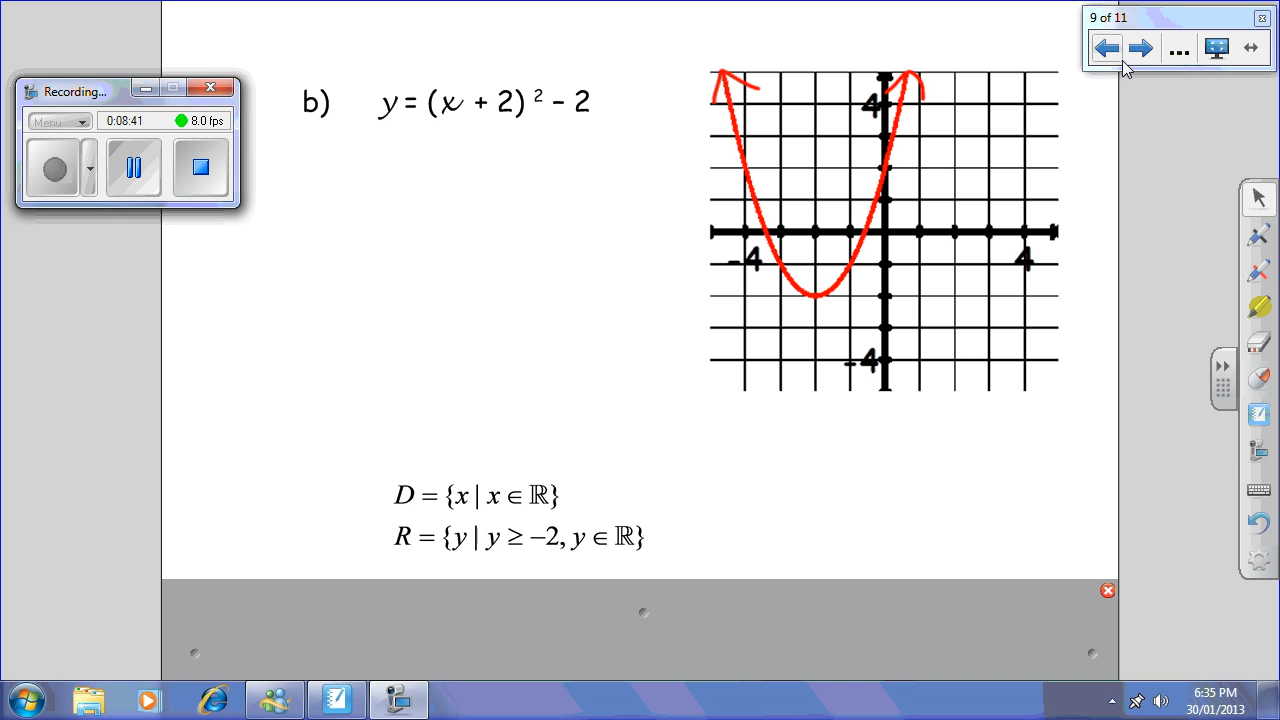 9 of 11
Recording...
Menu
0:08:41
8.0 fps
b) y = (x + 2)² – 2
4
-4
4
-4
D = {x | x ∈ ℝ}
R = {y | y ≥ –2, y ∈ ℝ}
6:35 PM
30/01/2013